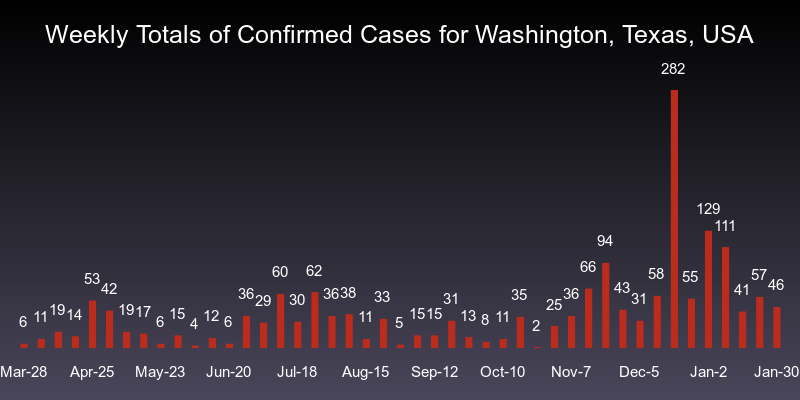 Weekly Totals of Confirmed Cases for Washington, Texas, USA
6 11 19 14 53 42 19 17 6 15 4 12 6 36 29 60 30 62 36 38 11 33 5 15 15 31 13 8 11 35 2 25 36 66 94 43 31 58 282 55 129 111 41 57 46
Mar-28 Apr-25 May-23 Jun-20 Jul-18 Aug-15 Sep-12 Oct-10 Nov-7 Dec-5 Jan-2 Jan-30